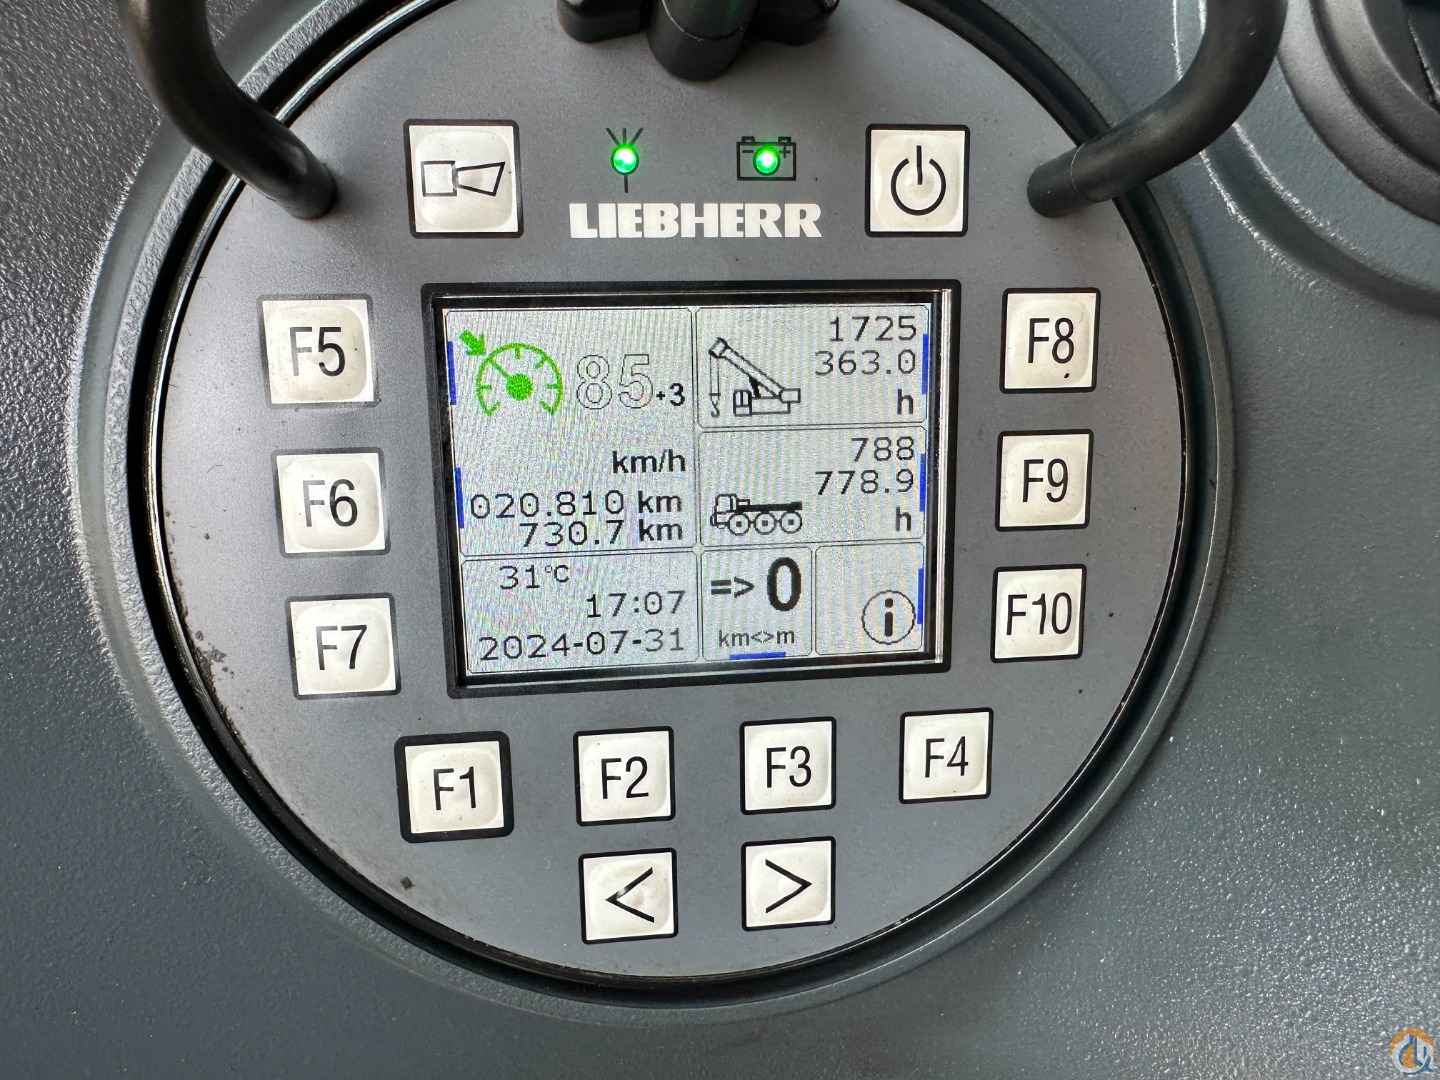 LIEBHERR
F5
F6
F7
F8
F9
F10
85+3
km/h
020.810 km
730.7 km
31°C
17:07
2024-07-31
1725
363.0
h
788
778.9
h
=> 0
km<>m
i
F1
F2
F3
F4
<
>